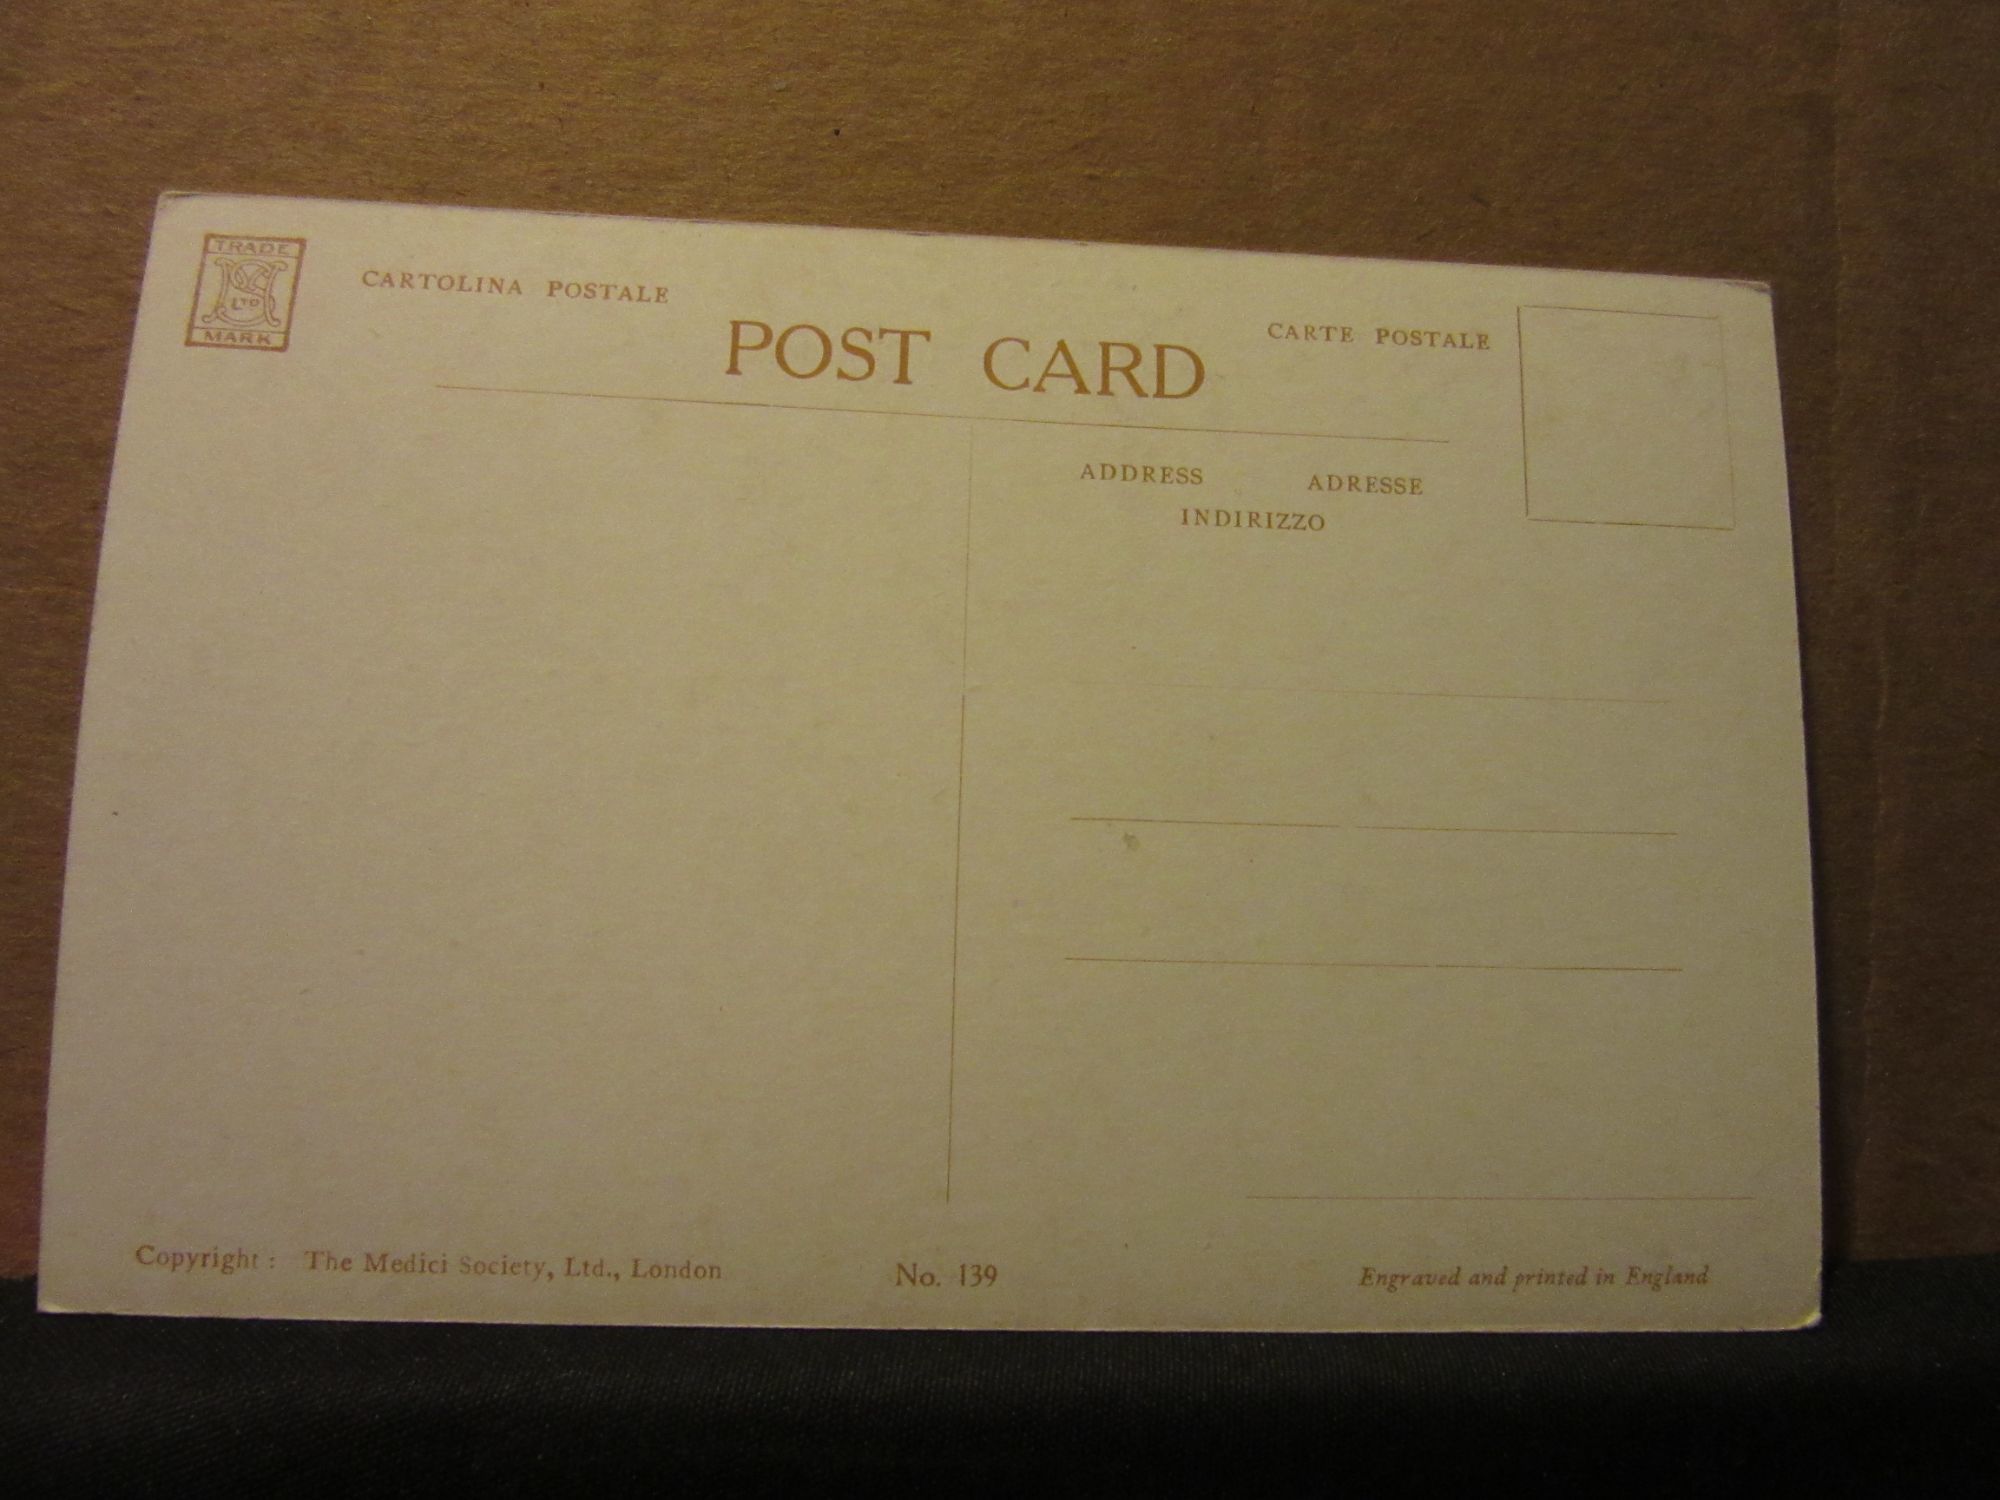 TRADE
MS
LTD
MARK
CARTOLINA POSTALE
POST CARD
CARTE POSTALE
ADDRESS ADRESSE
INDIRIZZO
Copyright : The Medici Society, Ltd., London
No. 139
Engraved and printed in England